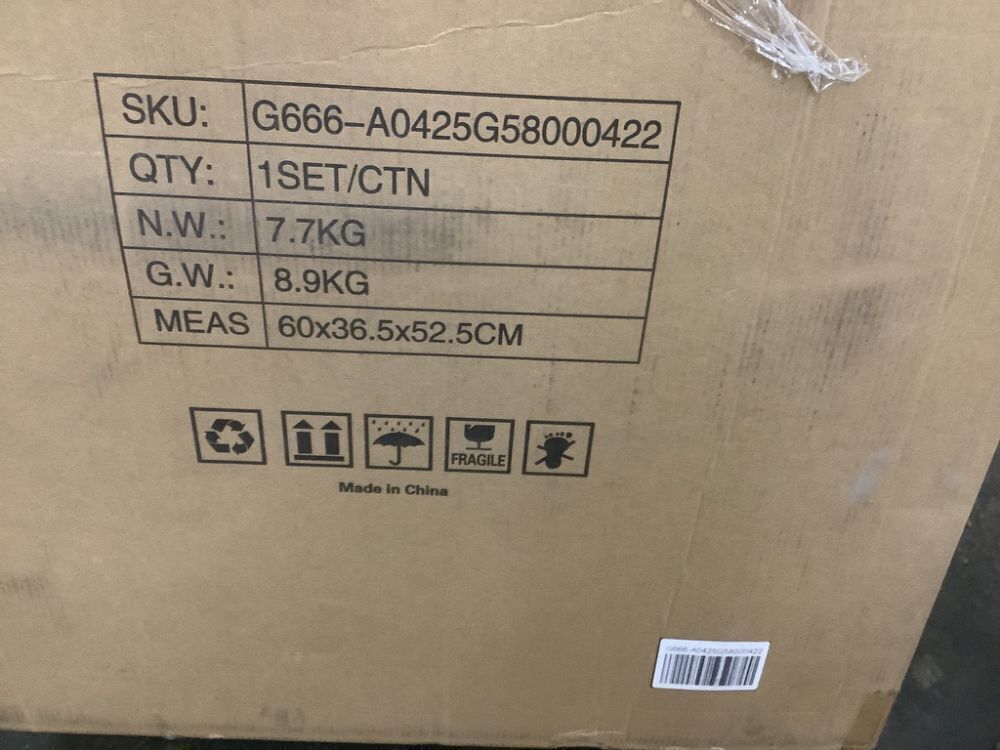 SKU: G666-A0425G58000422
QTY: 1SET/CTN
N.W.: 7.7KG
G.W.: 8.9KG
MEAS 60x36.5x52.5CM
FRAGILE
Made in China
G666-A0425G58000422